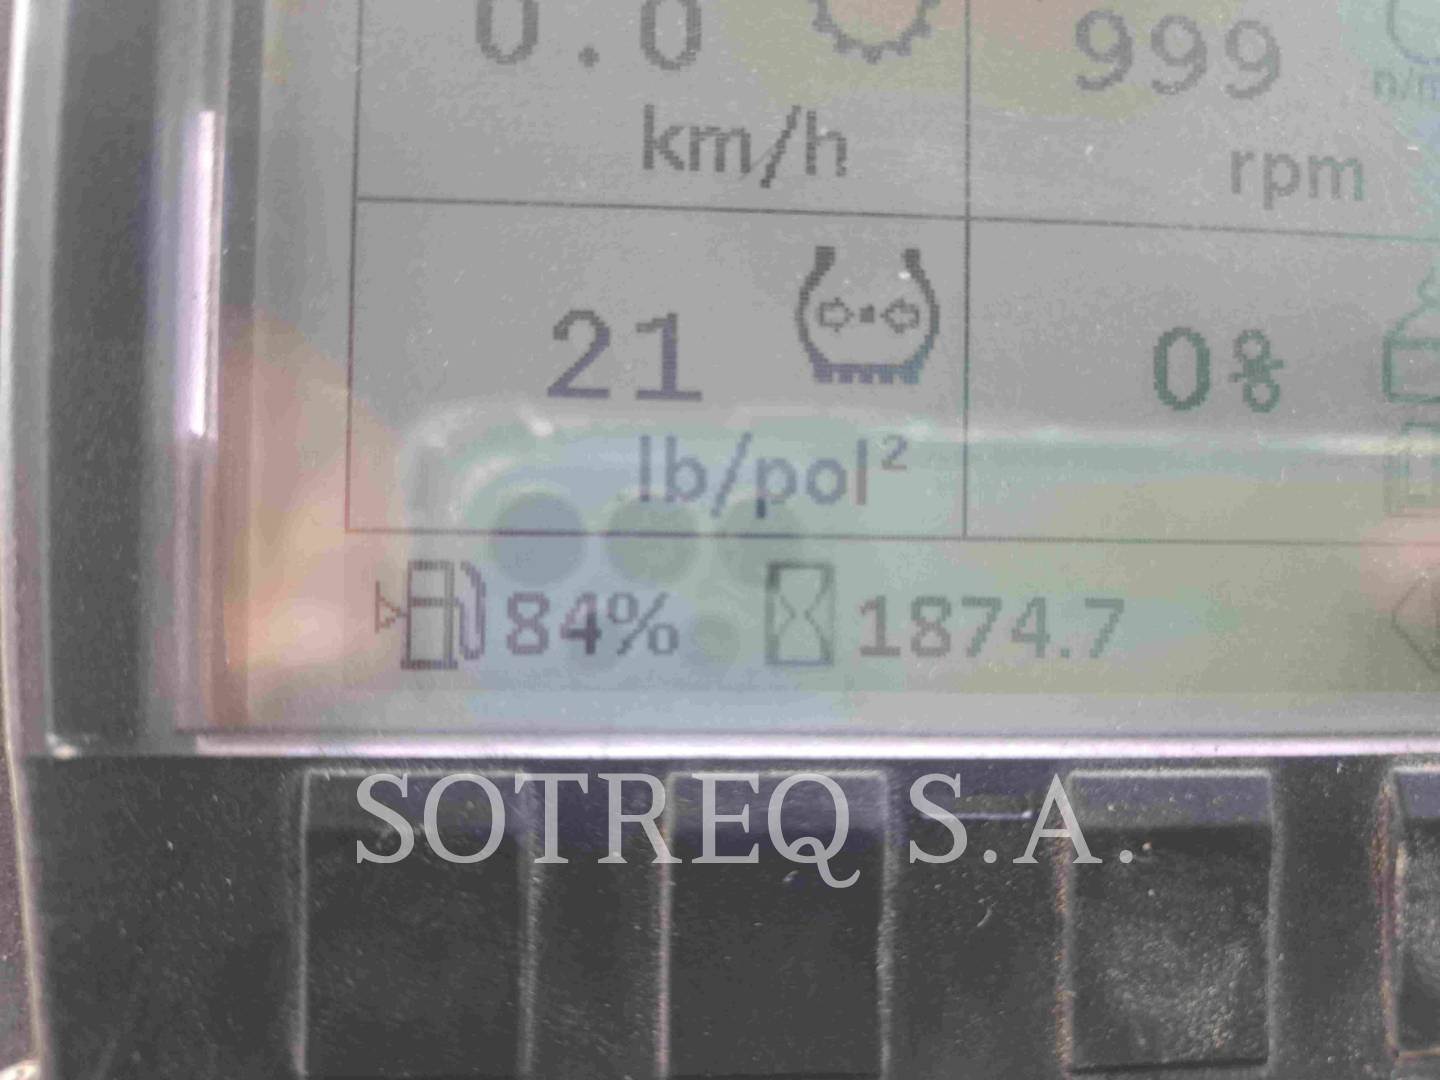 0.0 999
n/m
km/h rpm
21 0%
lb/pol²
84% 1874.7
SOTREQ S.A.